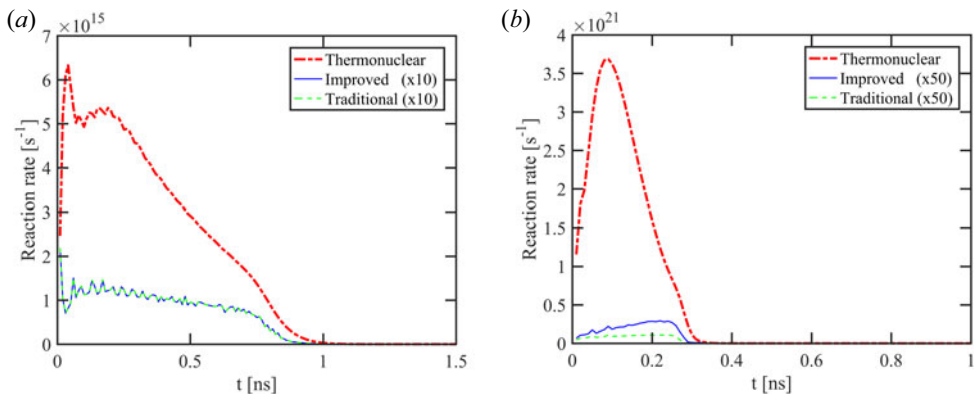 (a)
×10^15
7
6
5
4
3
2
1
0
Reaction rate [s^-1]
Thermonuclear
Improved (x10)
Traditional (x10)
0 0.5 1 1.5
t [ns]
(b)
×10^21
4
3.5
3
2.5
2
1.5
1
0.5
0
Reaction rate [s^-1]
Thermonuclear
Improved (x50)
Traditional (x50)
0 0.2 0.4 0.6 0.8 1
t [ns]